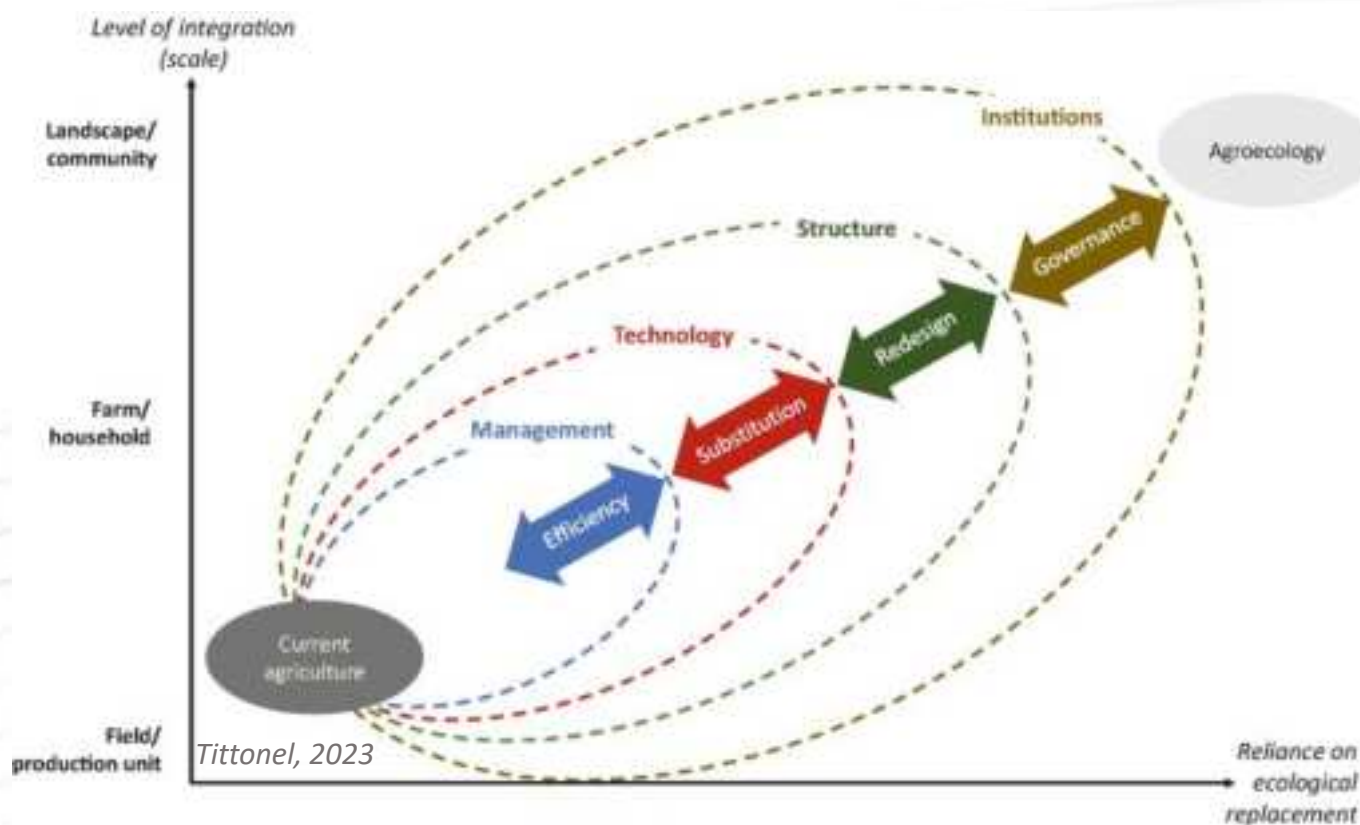 Level of integration
(scale)
Landscape/
community
Institutions
Agroecology
Governance
Structure
Redesign
Technology
Substitution
Farm/
household
Management
Efficiency
Current
agriculture
Field/
production unit
Tittonel, 2023
Reliance on
ecological
replacement